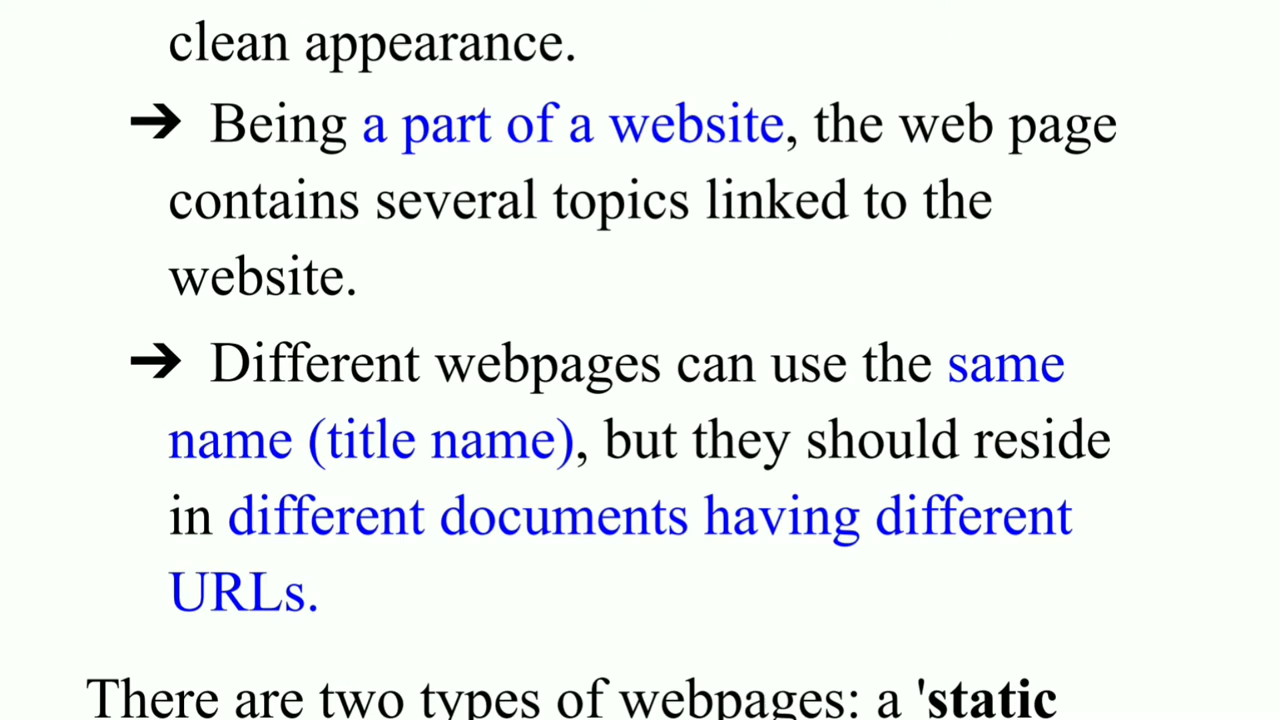 clean appearance.
➔ Being a part of a website, the web page
contains several topics linked to the
website.
➔ Different webpages can use the same
name (title name), but they should reside
in different documents having different
URLs.
There are two types of webpages: a 'static